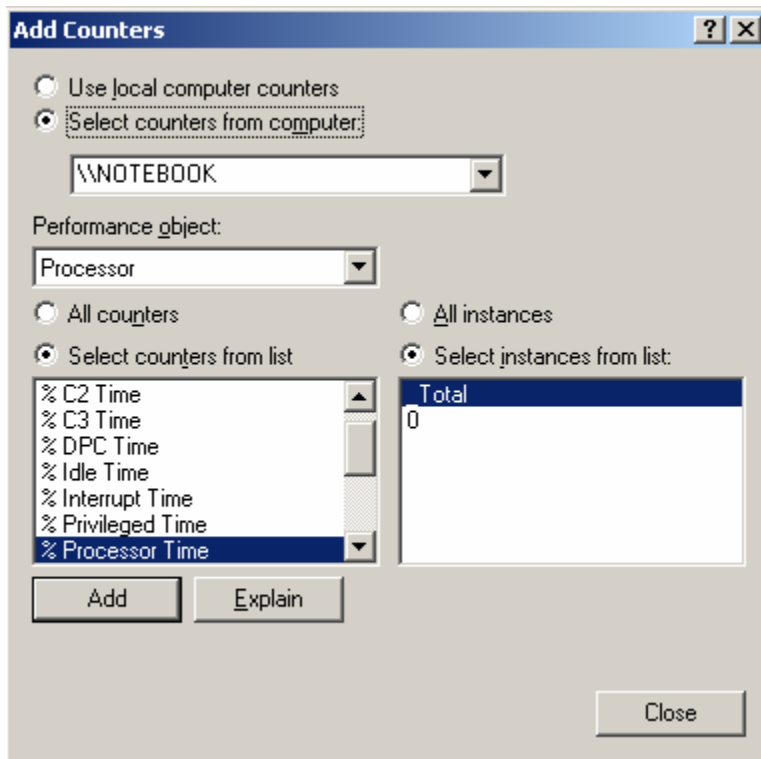 Add Counters
Use local computer counters
Select counters from computer:
\\NOTEBOOK
Performance object:
Processor
All counters
All instances
Select counters from list
Select instances from list:
% C2 Time
% C3 Time
% DPC Time
% Idle Time
% Interrupt Time
% Privileged Time
% Processor Time
_Total
0
Add
Explain
Close